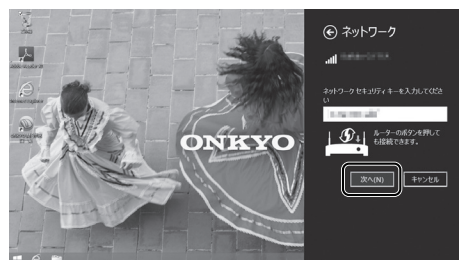 ONKYO
ネットワーク
ネットワーク セキュリティ キーを入力してくださ
い
ルーターのボタンを押して
も接続できます。
次へ(N)
キャンセル